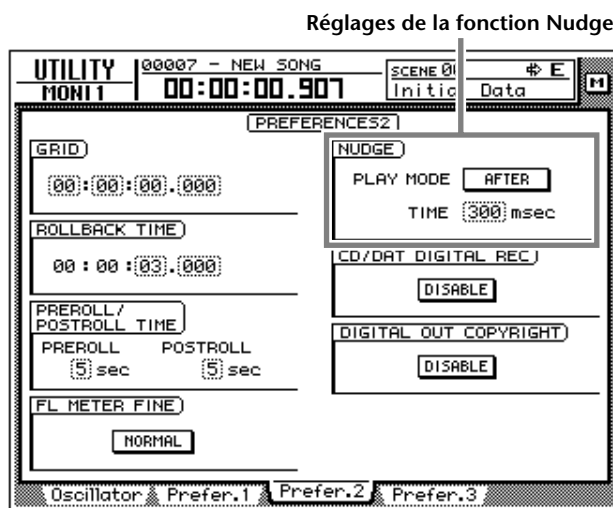 Réglages de la fonction Nudge
UTILITY
MONI 1
00007 - NEW SONG
00:00:00.907
SCENE 0
E
Initia Data
M
PREFERENCES2
GRID
00:00:00.000
ROLLBACK TIME
00:00:03.000
PREROLL/
POSTROLL TIME
PREROLL POSTROLL
5 sec 5 sec
FL METER FINE
NORMAL
NUDGE
PLAY MODE AFTER
TIME 300 msec
CD/DAT DIGITAL REC
DISABLE
DIGITAL OUT COPYRIGHT
DISABLE
Oscillator Prefer.1 Prefer.2 Prefer.3